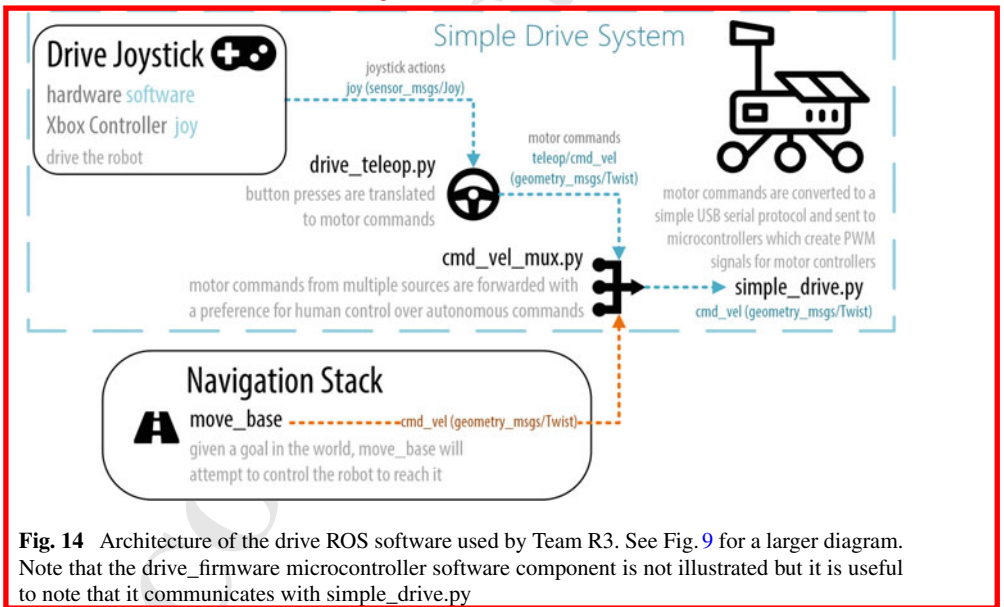 Simple Drive System
Drive Joystick
hardware software
Xbox Controller joy
drive the robot
joystick actions
joy (sensor_msgs/Joy)
drive_teleop.py
button presses are translated
to motor commands
motor commands
teleop/cmd_vel
(geometry_msgs/Twist)
cmd_vel_mux.py
motor commands from multiple sources are forwarded with
a preference for human control over autonomous commands
motor commands are converted to a
simple USB serial protocol and sent to
microcontrollers which create PWM
signals for motor controllers
simple_drive.py
cmd_vel (geometry_msgs/Twist)
Navigation Stack
move_base
cmd_vel (geometry_msgs/Twist)
given a goal in the world, move_base will
attempt to control the robot to reach it
Fig. 14 Architecture of the drive ROS software used by Team R3. See Fig. 9 for a larger diagram.
Note that the drive_firmware microcontroller software component is not illustrated but it is useful
to note that it communicates with simple_drive.py